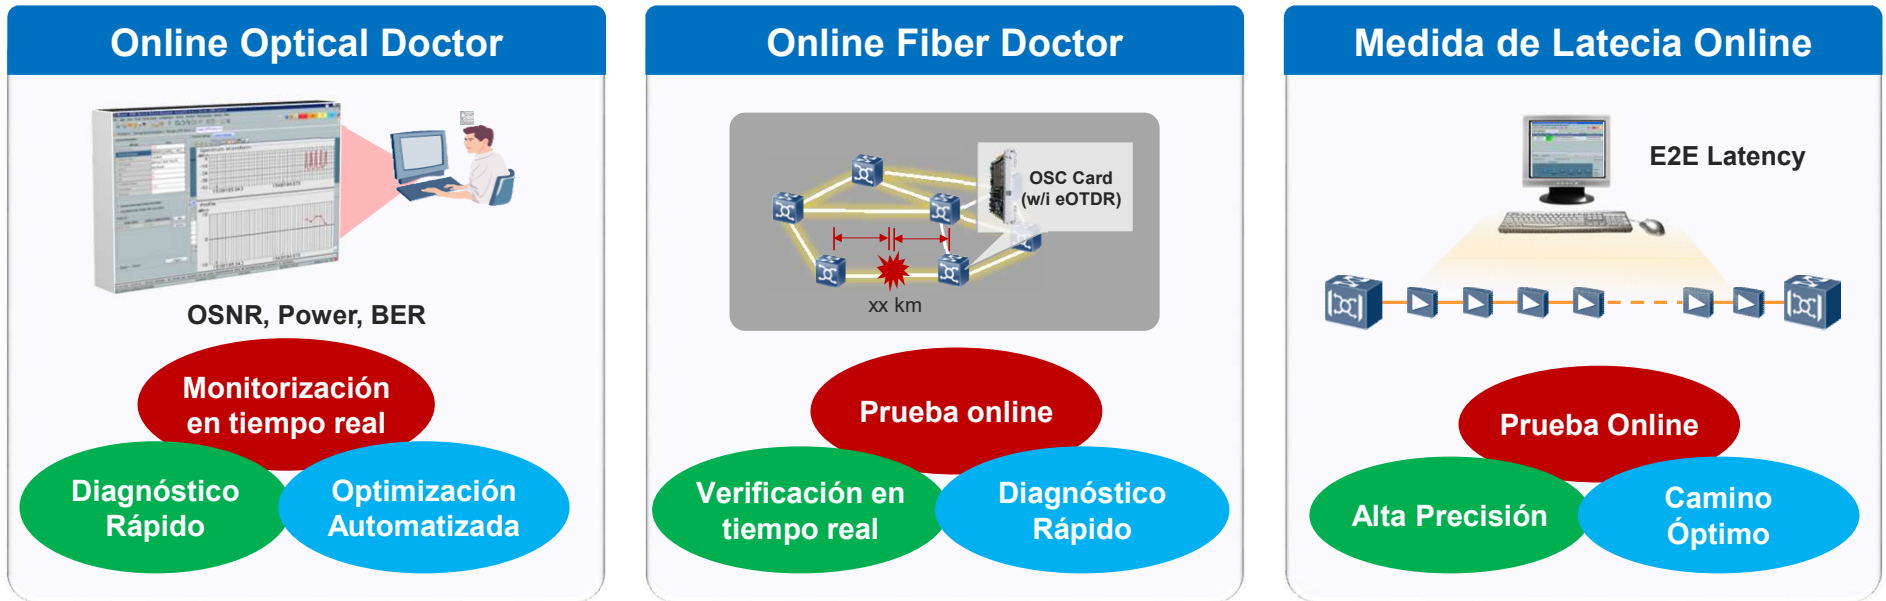 Online Optical Doctor
OSNR, Power, BER
Monitorización
en tiempo real
Diagnóstico
Rápido
Optimización
Automatizada
Online Fiber Doctor
OSC Card
(w/i eOTDR)
xx km
Prueba online
Verificación en
tiempo real
Diagnóstico
Rápido
Medida de Latecia Online
E2E Latency
Prueba Online
Alta Precisión
Camino
Óptimo